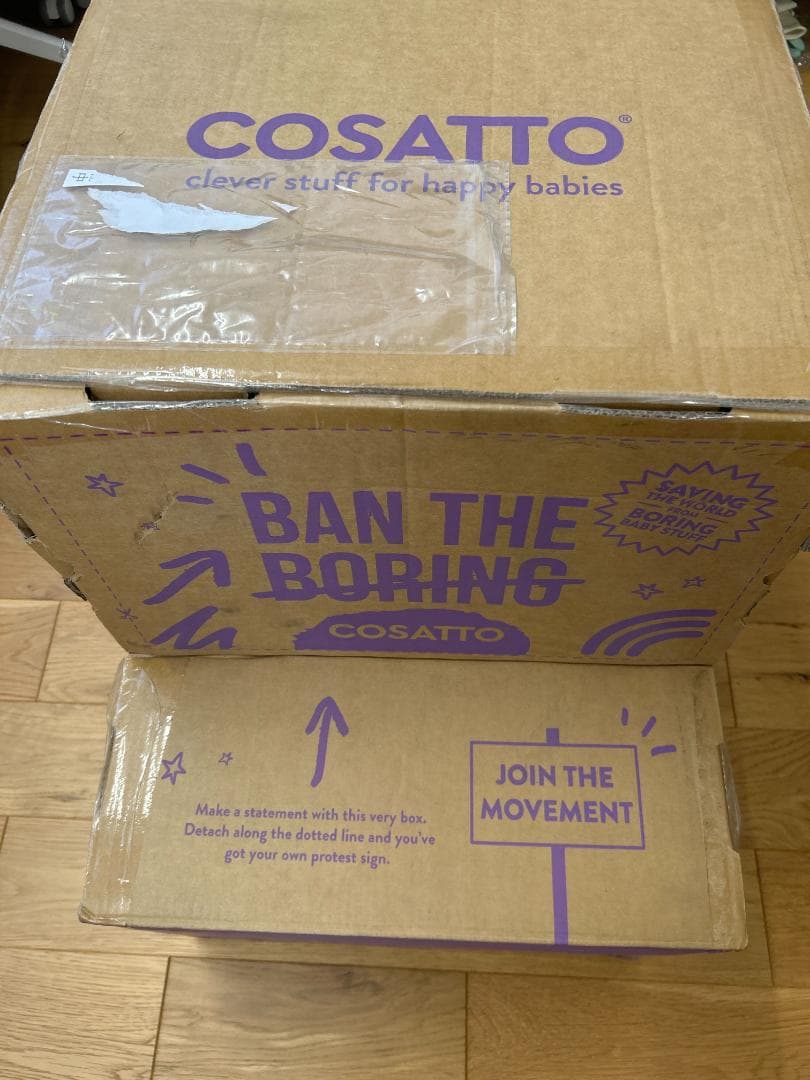 COSATTO®
clever stuff for happy babies
BAN THE
BORING
COSATTO
SAVING
THE WORLD
FROM
BORING
BABY STUFF
Make a statement with this very box.
Detach along the dotted line and you've
got your own protest sign.
JOIN THE
MOVEMENT